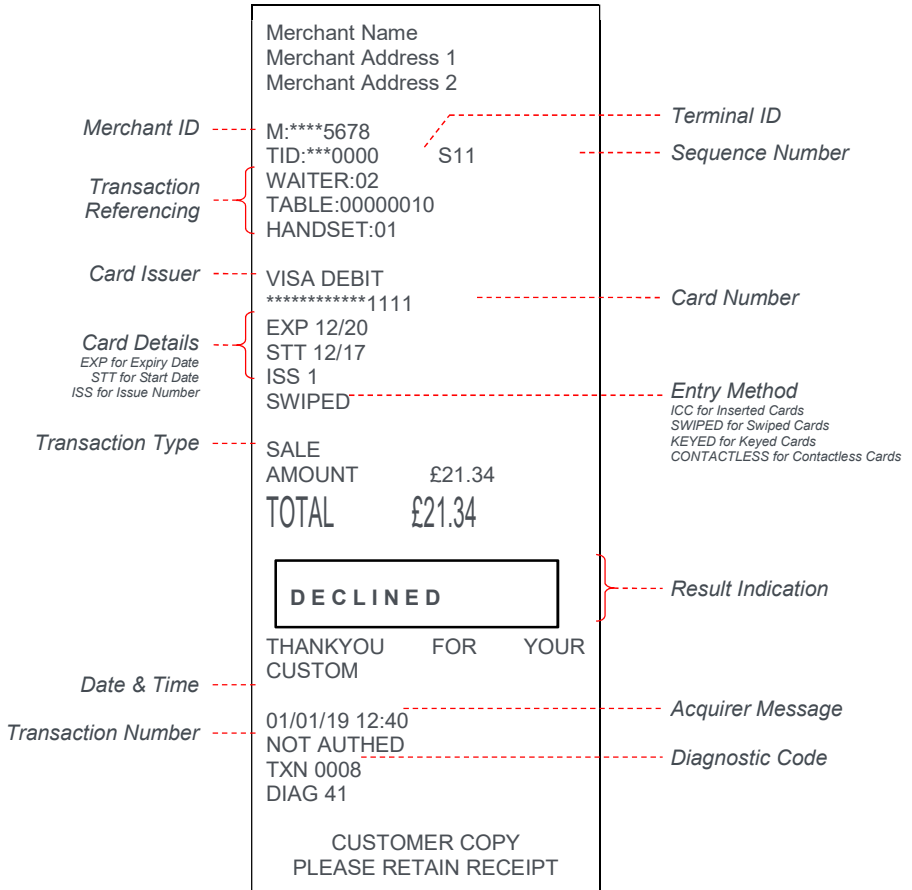 Merchant Name
Merchant Address 1
Merchant Address 2
Merchant ID
M:****5678
Terminal ID
TID:***0000 S11
Sequence Number
Transaction
Referencing
WAITER:02
TABLE:00000010
HANDSET:01
Card Issuer
VISA DEBIT
************1111
Card Number
Card Details
EXP for Expiry Date
STT for Start Date
ISS for Issue Number
EXP 12/20
STT 12/17
ISS 1
SWIPED
Entry Method
ICC for Inserted Cards
SWIPED for Swiped Cards
KEYED for Keyed Cards
CONTACTLESS for Contactless Cards
Transaction Type
SALE
AMOUNT £21.34
TOTAL £21.34
DECLINED
Result Indication
THANKYOU FOR YOUR
CUSTOM
Date & Time
01/01/19 12:40
Acquirer Message
Transaction Number
NOT AUTHED
Diagnostic Code
TXN 0008
DIAG 41
CUSTOMER COPY
PLEASE RETAIN RECEIPT